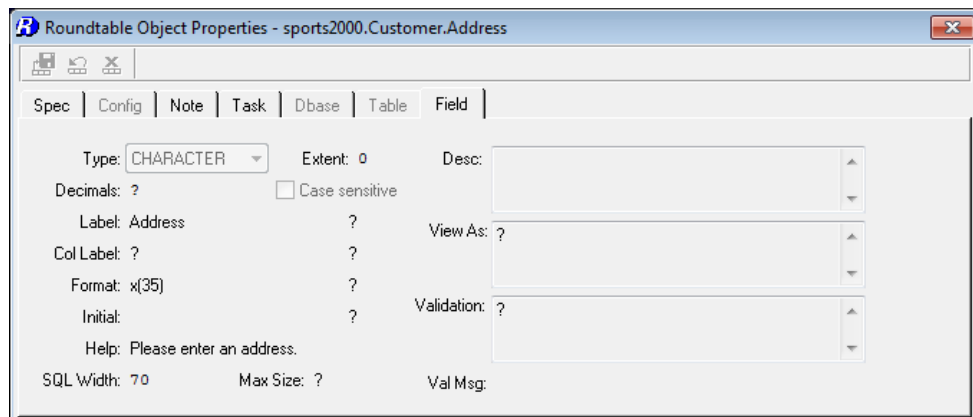 Roundtable Object Properties - sports2000.Customer.Address
Spec Config Note Task Dbase Table Field
Type: CHARACTER Extent: 0 Desc:
Decimals: ? Case sensitive
Label: Address ? View As: ?
Col Label: ? ?
Format: x(35) ? Validation: ?
Initial: ?
Help: Please enter an address.
SQL Width: 70 Max Size: ? Val Msg: